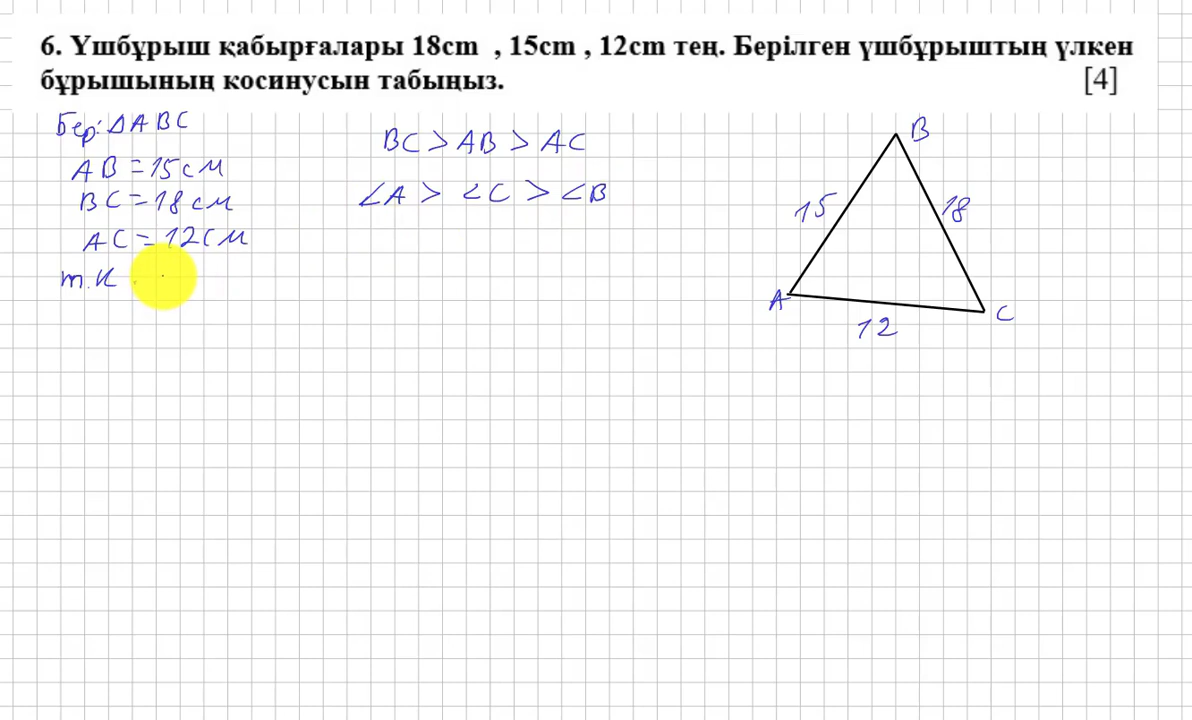 6. Үшбұрыш қабырғалары 18cm , 15cm , 12cm тең. Берілген үшбұрыштың үлкен
бұрышының косинусын табыңыз. [4]
Бер: ΔABC
AB = 15 см
BC = 18 см
AC = 12 см
т.к
BC > AB > AC
∠A > ∠C > ∠B
B
15
18
A
C
12